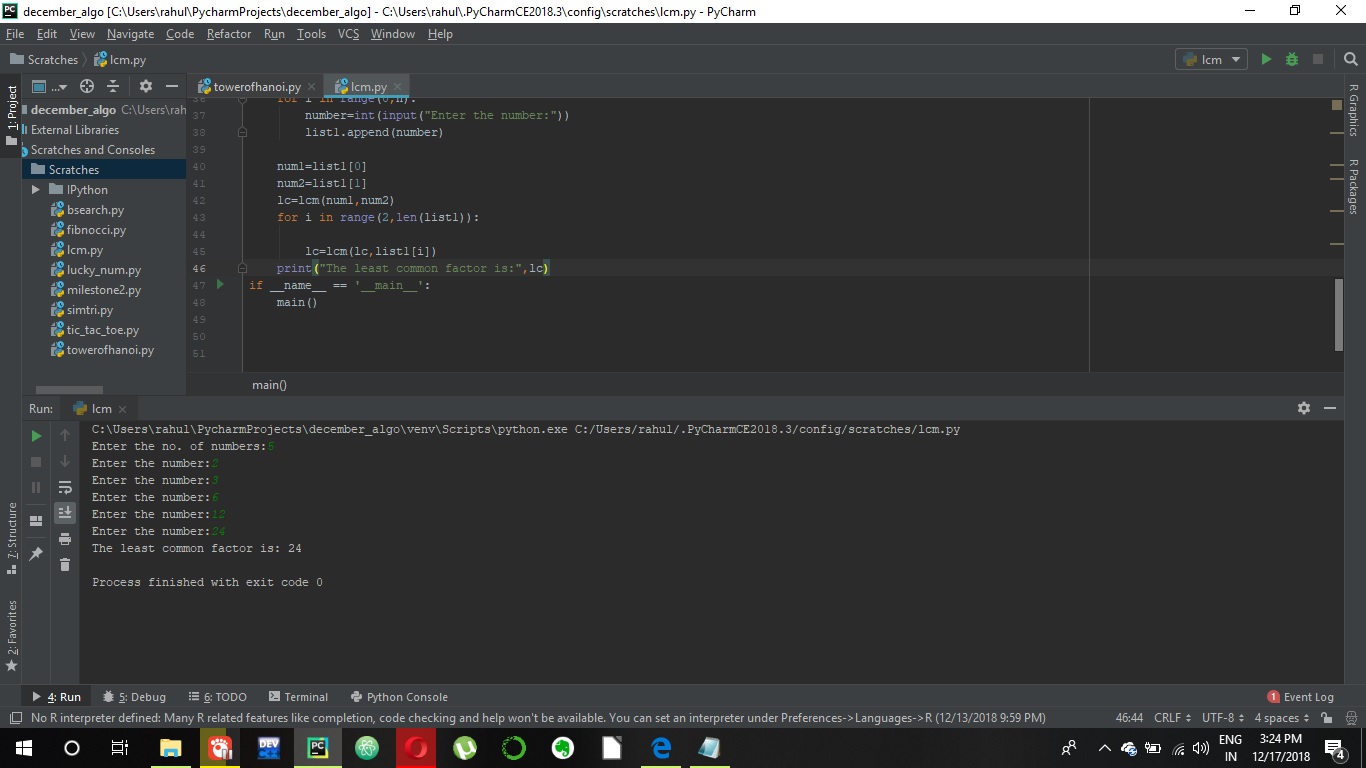 december_algo [C:\Users\rahul\PycharmProjects\december_algo] - C:\Users\rahul\.PyCharmCE2018.3\config\scratches\lcm.py - PyCharm
File Edit View Navigate Code Refactor Run Tools VCS Window Help
Scratches lcm.py
lcm
1: Project
...
towerofhanoi.py
lcm.py
december_algo C:\Users\rah
External Libraries
Scratches and Consoles
Scratches
IPython
bsearch.py
fibnocci.py
lcm.py
lucky_num.py
milestone2.py
simtri.py
tic_tac_toe.py
towerofhanoi.py
36 for i in range(0,n):
37 number=int(input("Enter the number:"))
38 list1.append(number)
39
40 num1=list1[0]
41 num2=list1[1]
42 lc=lcm(num1,num2)
43 for i in range(2,len(list1)):
44
45 lc=lcm(lc,list1[i])
46 print("The least common factor is:",lc)
47 if __name__ == '__main__':
48 main()
49
50
51
main()
R Graphics
R Packages
Run: lcm
C:\Users\rahul\PycharmProjects\december_algo\venv\Scripts\python.exe C:/Users/rahul/.PyCharmCE2018.3/config/scratches/lcm.py
Enter the no. of numbers:5
Enter the number:2
Enter the number:3
Enter the number:6
Enter the number:12
Enter the number:24
The least common factor is: 24
Process finished with exit code 0
7: Structure
2: Favorites
4: Run 5: Debug 6: TODO Terminal Python Console
1 Event Log
No R interpreter defined: Many R related features like completion, code checking and help won't be available. You can set an interpreter under Preferences->Languages->R (12/13/2018 9:59 PM)
46:44 CRLF UTF-8 4 spaces
DEV
PC
ENG
IN
3:24 PM
12/17/2018
4